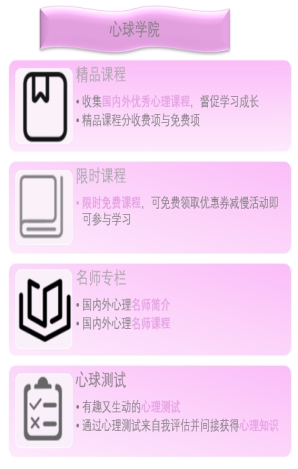 心球学院
精品课程
• 收集国内外优秀心理课程，督促学习成长
• 精品课程分收费项与免费项
限时课程
• 限时免费课程，可免费领取优惠券减慢活动即
可参与学习
名师专栏
• 国内外心理名师简介
• 国内外心理名师课程
心球测试
• 有趣又生动的心理测试
• 通过心理测试来自我评估并间接获得心理知识